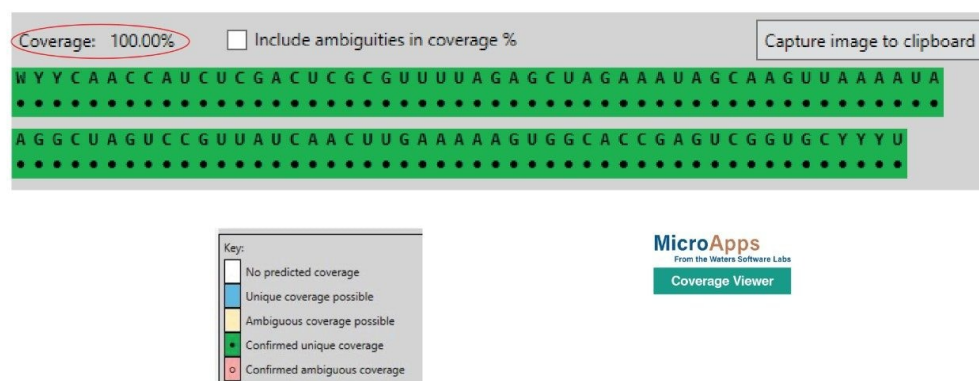 Coverage: 100.00% Include ambiguities in coverage % Capture image to clipboard
W Y Y C A A C C A U C U C G A C U C G C G U U U U A G A G C U A G A A A U A G C A A G U U A A A A U A
A G G C U A G U C C G U U A U C A A C U U G A A A A A G U G G C A C C G A G U C G G U G C Y Y Y U
Key:
No predicted coverage
Unique coverage possible
Ambiguous coverage possible
Confirmed unique coverage
Confirmed ambiguous coverage
MicroApps
From the Waters Software Labs
Coverage Viewer